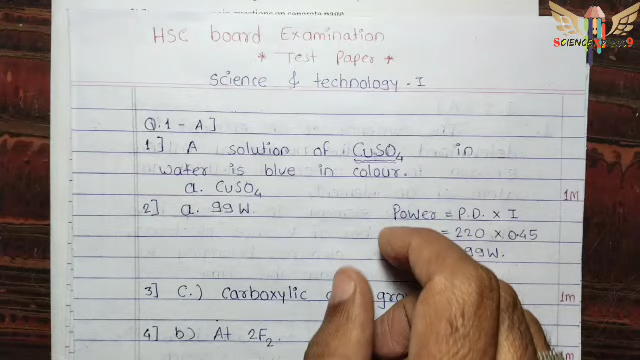 HSC board Examination
* Test Paper *
Science & technology - I
Q.1 - A]
1.] A solution of CuSO4 in
water is blue in colour.
a. CuSO4
1M
2] a. 99 W.
Power = P.D. × I
= 220 × 0.45
99 W.
3] C.) Carboxylic
1m
4] b) At 2F2.